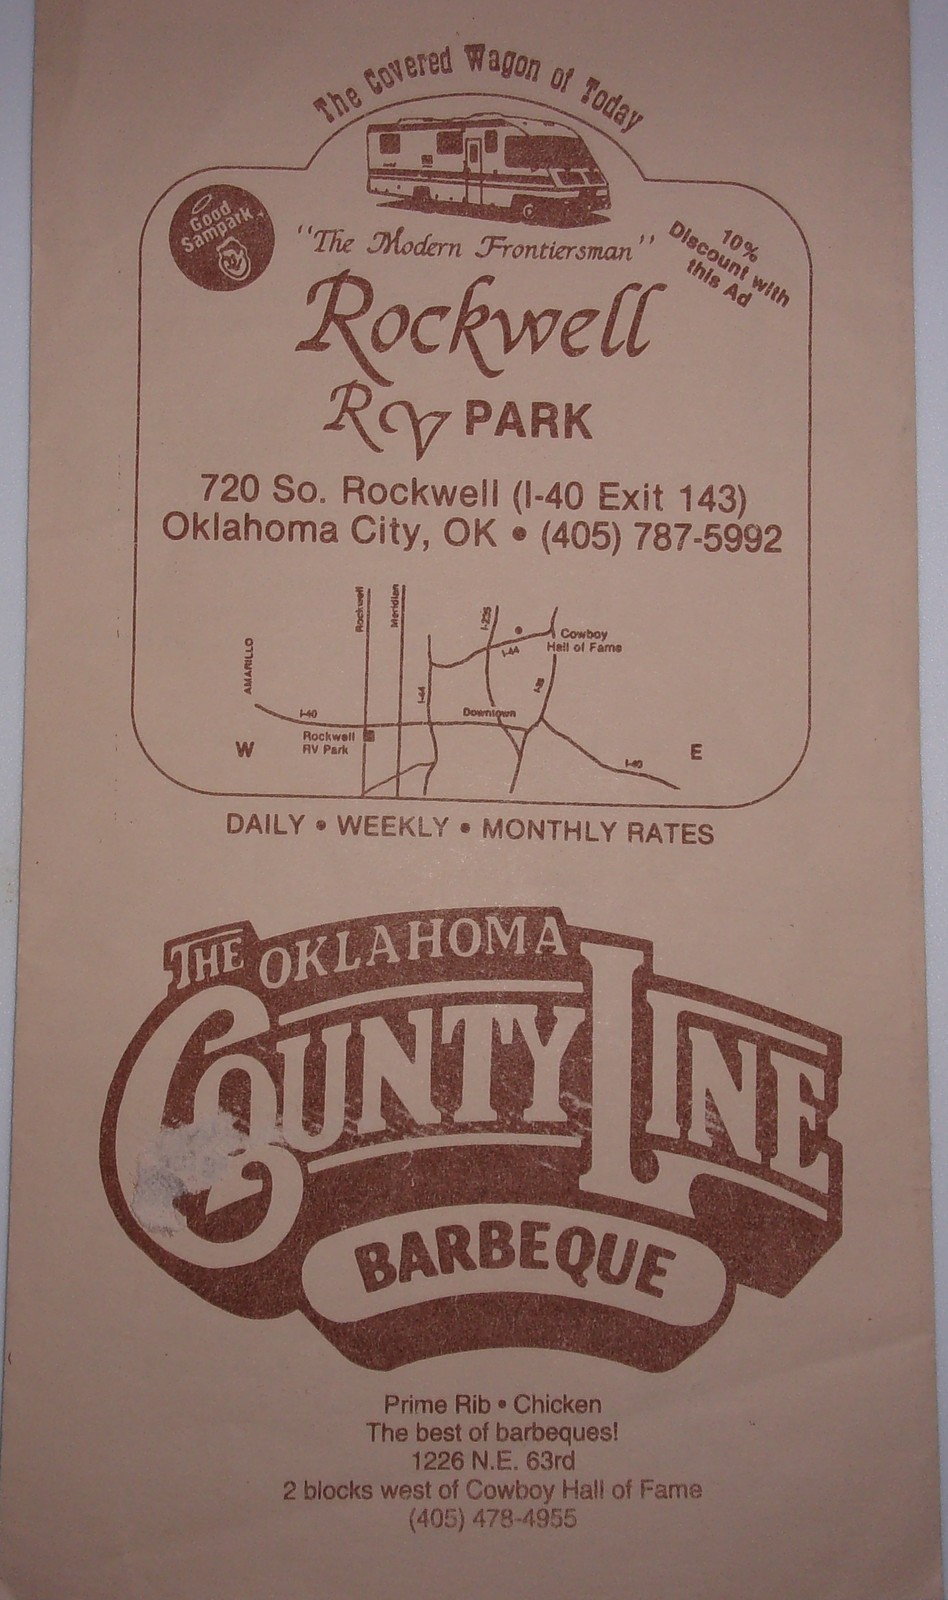 The Covered Wagon of Today
Good
Sampark
10%
Discount with
this Ad
"The Modern Frontiersman"
Rockwell
RV PARK
720 So. Rockwell (I-40 Exit 143)
Oklahoma City, OK • (405) 787-5992
Rockwell
Meridian
I-235
Cowboy
Hall of Fame
I-44
AMARILLO
I-44
I-40
Downtown
Rockwell
RV Park
W
E
I-40
DAILY • WEEKLY • MONTHLY RATES
THE OKLAHOMA
COUNTY LINE
BARBEQUE
Prime Rib • Chicken
The best of barbeques!
1226 N.E. 63rd
2 blocks west of Cowboy Hall of Fame
(405) 478-4955